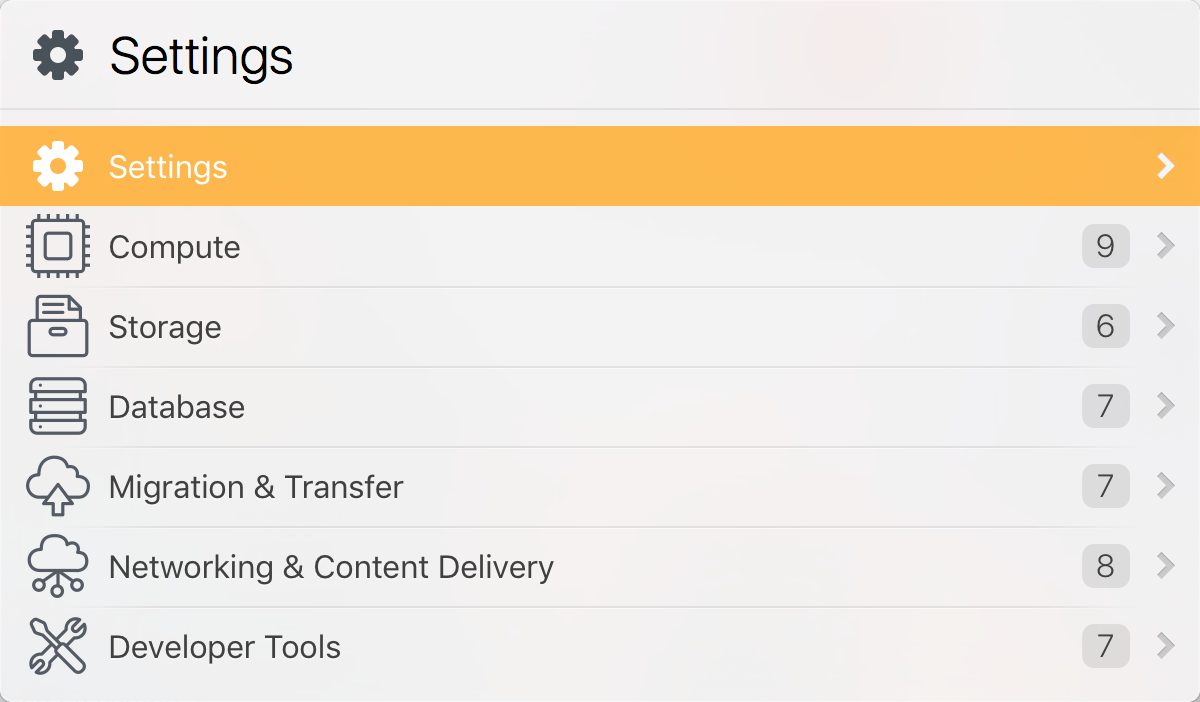 Settings
Settings
Compute 9
Storage 6
Database 7
Migration & Transfer 7
Networking & Content Delivery 8
Developer Tools 7